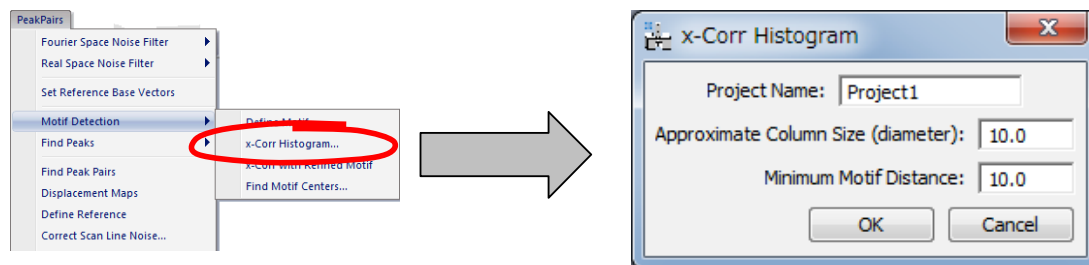 PeakPairs
Fourier Space Noise Filter
Real Space Noise Filter
Set Reference Base Vectors
Motif Detection
Find Peaks
Find Peak Pairs
Displacement Maps
Define Reference
Correct Scan Line Noise...
Define Motif
x-Corr Histogram...
x-Corr with Refined Motif
Find Motif Centers...
x-Corr Histogram
Project Name: Project1
Approximate Column Size (diameter): 10.0
Minimum Motif Distance: 10.0
OK Cancel